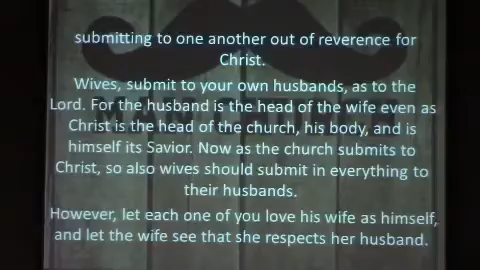 submitting to one another out of reverence for
Christ.
Wives, submit to your own husbands, as to the
Lord. For the husband is the head of the wife even as
Christ is the head of the church, his body, and is
himself its Savior. Now as the church submits to
Christ, so also wives should submit in everything to
their husbands.
However, let each one of you love his wife as himself,
and let the wife see that she respects her husband.